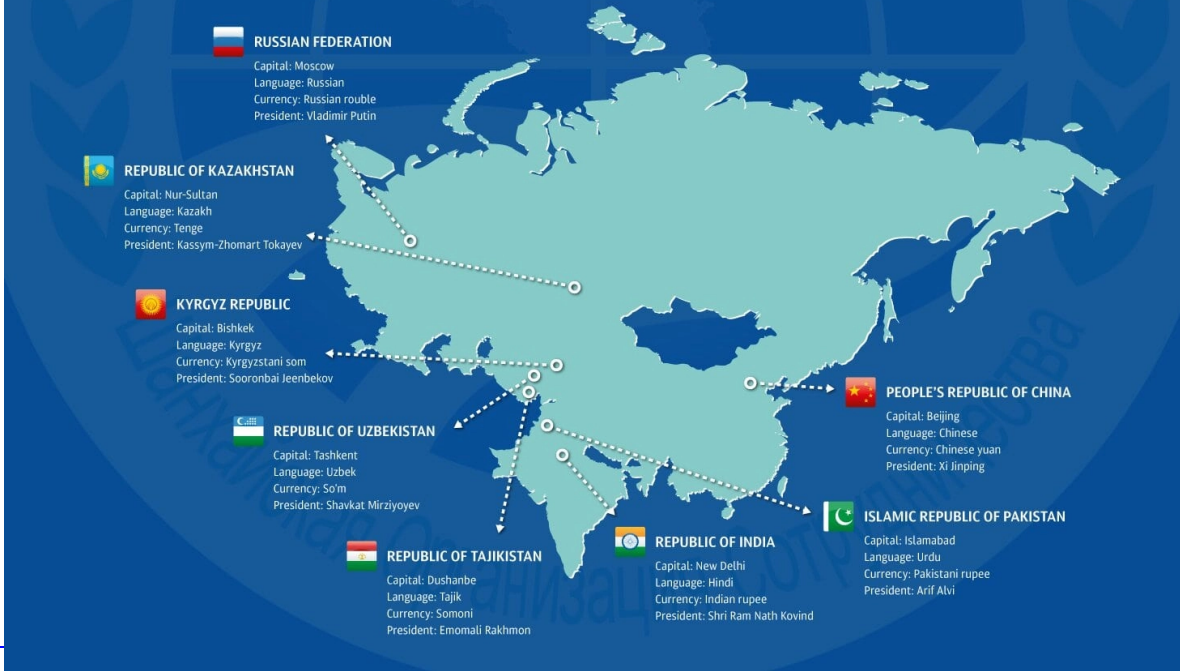 RUSSIAN FEDERATION
Capital: Moscow
Language: Russian
Currency: Russian rouble
President: Vladimir Putin
REPUBLIC OF KAZAKHSTAN
Capital: Nur-Sultan
Language: Kazakh
Currency: Tenge
President: Kassym-Zhomart Tokayev
KYRGYZ REPUBLIC
Capital: Bishkek
Language: Kyrgyz
Currency: Kyrgyzstani som
President: Sooronbai Jeenbekov
REPUBLIC OF UZBEKISTAN
Capital: Tashkent
Language: Uzbek
Currency: So'm
President: Shavkat Mirziyoyev
REPUBLIC OF TAJIKISTAN
Capital: Dushanbe
Language: Tajik
Currency: Somoni
President: Emomali Rakhmon
REPUBLIC OF INDIA
Capital: New Delhi
Language: Hindi
Currency: Indian rupee
President: Shri Ram Nath Kovind
PEOPLE'S REPUBLIC OF CHINA
Capital: Beijing
Language: Chinese
Currency: Chinese yuan
President: Xi Jinping
ISLAMIC REPUBLIC OF PAKISTAN
Capital: Islamabad
Language: Urdu
Currency: Pakistani rupee
President: Arif Alvi